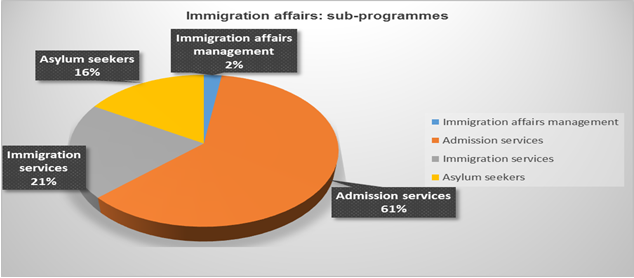 Immigration affairs: sub-programmes
Immigration affairs
management
2%
Asylum seekers
16%
Immigration
services
21%
Admission services
61%
Immigration affairs management
Admission services
Immigration services
Asylum seekers